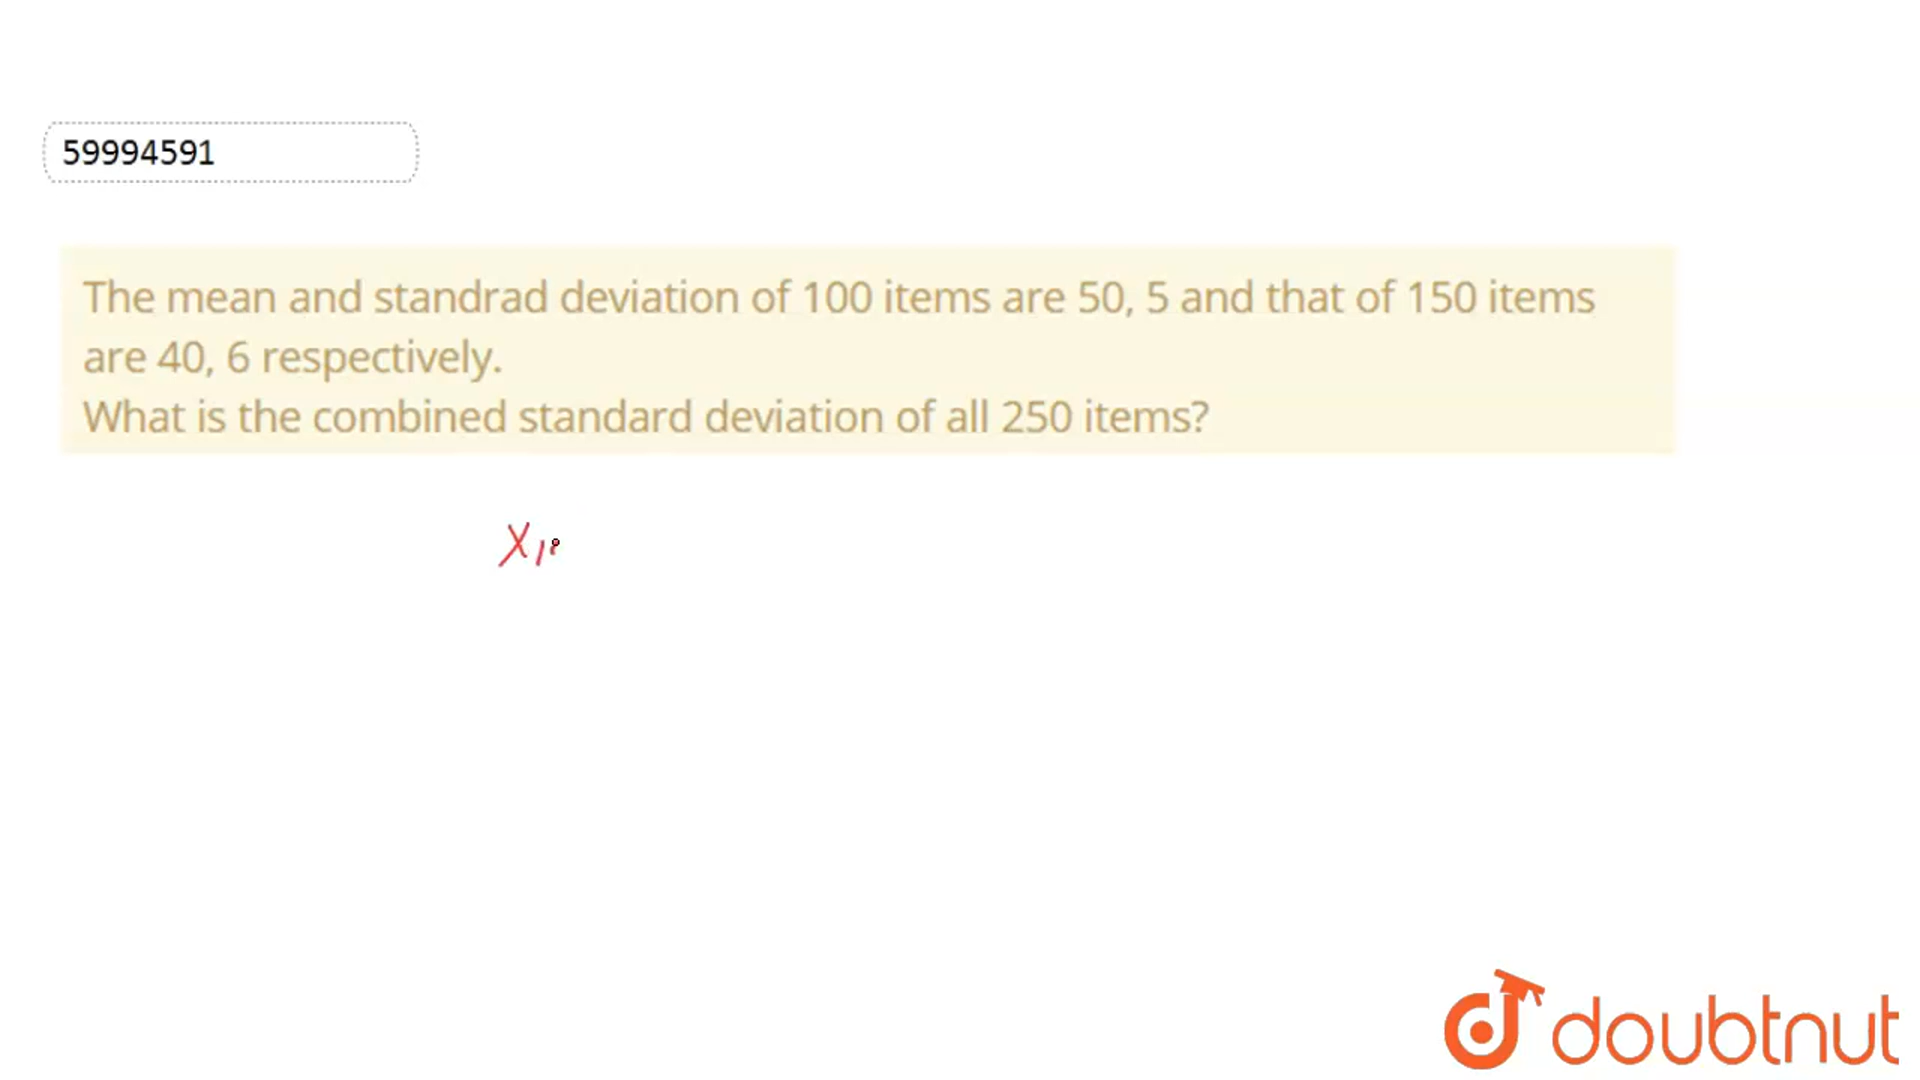 59994591
The mean and standrad deviation of 100 items are 50, 5 and that of 150 items
are 40, 6 respectively.
What is the combined standard deviation of all 250 items?
X1
doubtnut